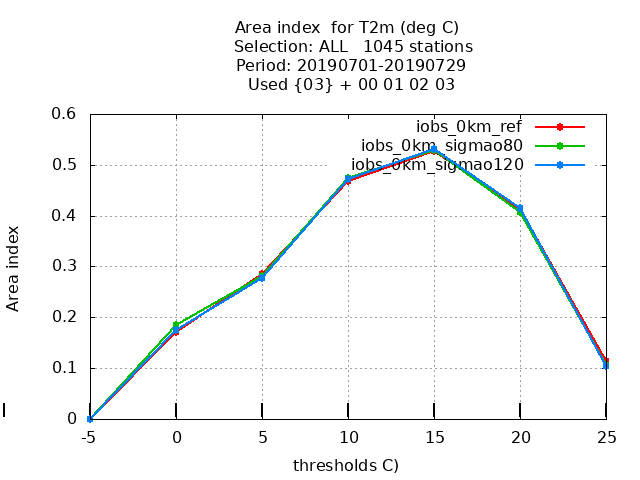 Area index  for T2m (deg C)
Selection: ALL   1045 stations
Period: 20190701-20190729
Used {03} + 00 01 02 03
0.6
0.5
0.4
0.3
0.2
0.1
0
Area index
iobs_0km_ref
iobs_0km_sigmao80
iobs_0km_sigmao120
-5
0
5
10
15
20
25
thresholds C)